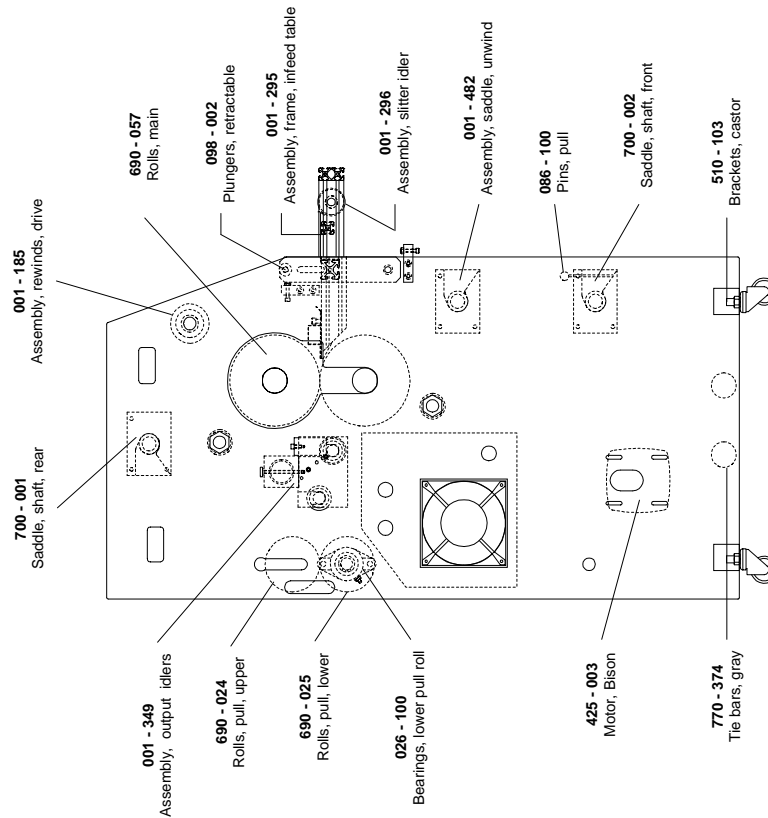 001 - 185
Assembly, rewinds, drive
690 - 057
Rolls, main
098 - 002
Plungers, retractable
001 - 295
Assembly, frame, infeed table
001 - 296
Assembly, slitter idler
001 - 482
Assembly, saddle, unwind
086 - 100
Pins, pull
700 - 002
Saddle, shaft, front
510 - 103
Brackets, castor
700 - 001
Saddle, shaft, rear
001 - 349
Assembly, output idlers
690 - 024
Rolls, pull, upper
690 - 025
Rolls, pull, lower
026 - 100
Bearings, lower pull roll
425 - 003
Motor, Bison
770 - 374
Tie bars, gray